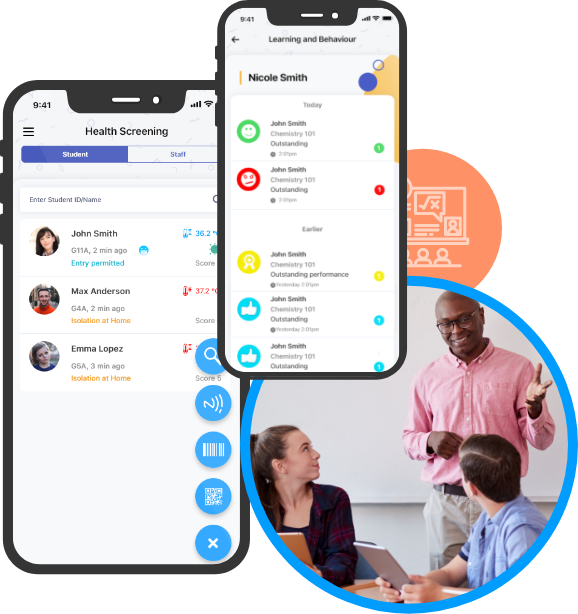 9:41
Learning and Behaviour
Nicole Smith
Today
John Smith
Chemistry 101
Outstanding
2:01pm
1
John Smith
Chemistry 101
Outstanding
2:01pm
1
Earlier
John Smith
Chemistry 101
Outstanding performance
Yesterday 2:01pm
1
John Smith
Chemistry 101
Outstanding
Yesterday 2:01pm
1
John Smith
Chemistry 101
Outstanding
1
9:41
Health Screening
Student
Staff
Enter Student ID/Name
John Smith
36.2 °
G11A, 2 min ago
Entry permitted
Score
Max Anderson
37.2 °
G4A, 2 min ago
Isolation at Home
Score
Emma Lopez
G5A, 3 min ago
Isolation at Home
Score 5